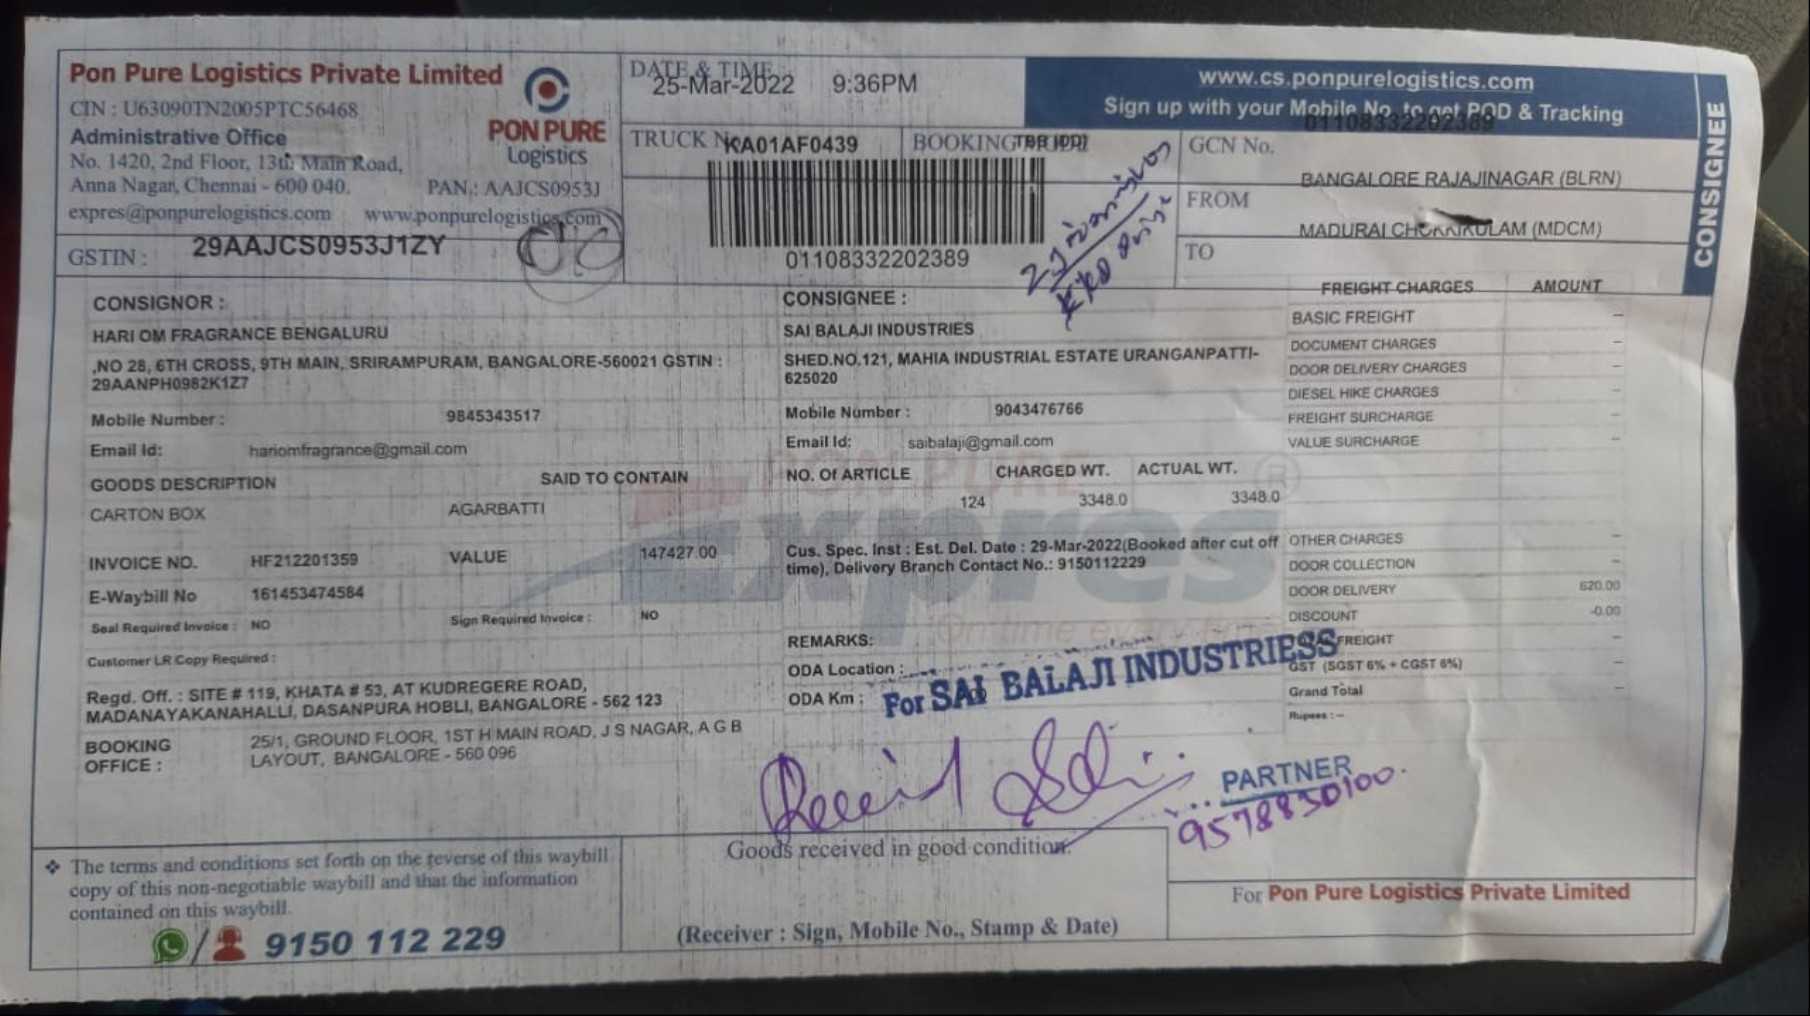 Pon Pure Logistics Private Limited
CIN : U63090TN2005PTC56468
Administrative Office
No. 1420, 2nd Floor, 13th Main Road,
Anna Nagar, Chennai - 600 040.
PAN.: AAJCS0953J
expres@ponpurelogistics.com www.ponpurelogistics.com
GSTIN : 29AAJCS0953J1ZY
PON PURE
Logistics
DATE & TIME
25-Mar-2022 9:36PM
TRUCK No KA01AF0439
BOOKING
01108332202389
www.cs.ponpurelogistics.com
Sign up with your Mobile No. to get POD & Tracking
01108332202389
GCN No.
BANGALORE RAJAJINAGAR (BLRN)
FROM
MADURAI CHOKKIKULAM (MDCM)
TO
CONSIGNEE
CONSIGNOR :
HARI OM FRAGRANCE BENGALURU
,NO 28, 6TH CROSS, 9TH MAIN, SRIRAMPURAM, BANGALORE-560021 GSTIN :
29AANPH0982K1Z7
Mobile Number : 9845343517
Email Id: hariomfragrance@gmail.com
GOODS DESCRIPTION SAID TO CONTAIN
CARTON BOX AGARBATTI
INVOICE NO. HF212201359 VALUE 147427.00
E-Waybill No 161453474584
Seal Required Invoice : NO Sign Required Invoice : NO
Customer LR Copy Required :
Regd. Off. : SITE # 119, KHATA # 53, AT KUDREGERE ROAD,
MADANAYAKANAHALLI, DASANPURA HOBLI, BANGALORE - 562 123
BOOKING OFFICE : 25/1, GROUND FLOOR, 1ST H MAIN ROAD, J S NAGAR, A G B
LAYOUT, BANGALORE - 560 096
CONSIGNEE :
SAI BALAJI INDUSTRIES
SHED.NO.121, MAHIA INDUSTRIAL ESTATE URANGANPATTI-
625020
Mobile Number : 9043476766
Email Id: saibalaji@gmail.com
NO. Of ARTICLE CHARGED WT. ACTUAL WT.
124 3348.0 3348.0
PON PURE
Expres
Cus. Spec. Inst : Est. Del. Date : 29-Mar-2022(Booked after cut off
time), Delivery Branch Contact No.: 9150112229
REMARKS:
ODA Location :
ODA Km :
For SAI BALAJI INDUSTRIESS
PARTNER
9578830100.
FREIGHT CHARGES AMOUNT
BASIC FREIGHT –
DOCUMENT CHARGES –
DOOR DELIVERY CHARGES –
DIESEL HIKE CHARGES –
FREIGHT SURCHARGE –
VALUE SURCHARGE –
OTHER CHARGES –
DOOR COLLECTION –
DOOR DELIVERY 620.00
DISCOUNT -0.00
FREIGHT –
GST (SGST 6% + CGST 6%) –
Grand Total –
Rupees : –
❖ The terms and conditions set forth on the reverse of this waybill
copy of this non-negotiable waybill and that the information
contained on this waybill.
9150 112 229
Goods received in good condition.
(Receiver : Sign, Mobile No., Stamp & Date)
For Pon Pure Logistics Private Limited